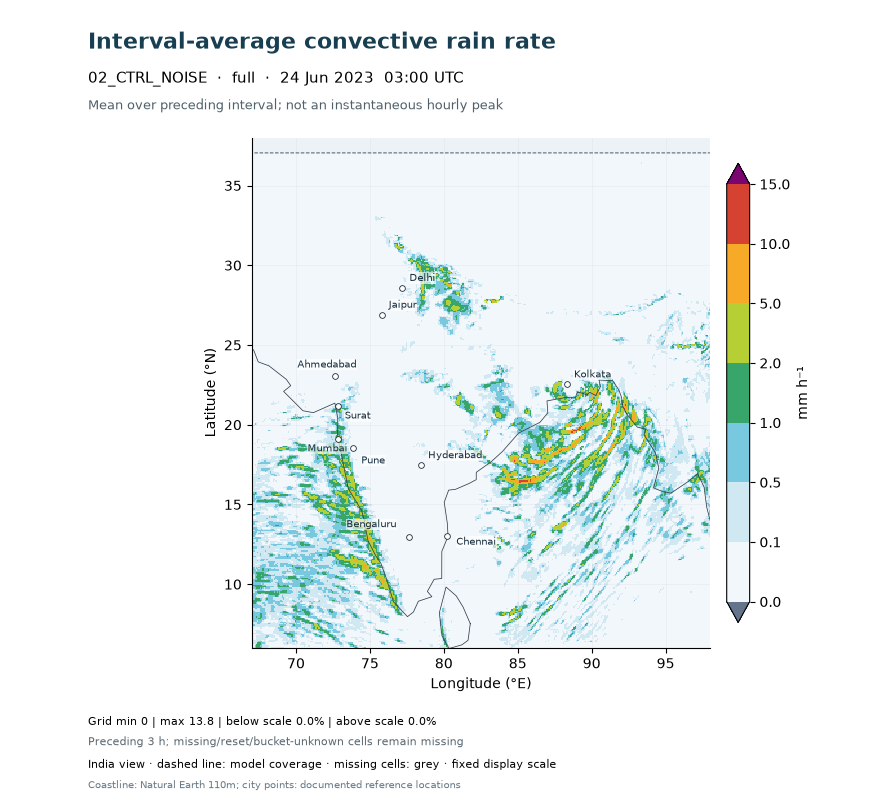 Interval-average convective rain rate
02_CTRL_NOISE · full · 24 Jun 2023 03:00 UTC
Mean over preceding interval; not an instantaneous hourly peak
35
30
25
20
15
10
Latitude (°N)
70
75
80
85
90
95
Longitude (°E)
Delhi
Jaipur
Ahmedabad
Kolkata
Surat
Mumbai
Pune
Hyderabad
Bengaluru
Chennai
15.0
10.0
5.0
2.0
1.0
0.5
0.1
0.0
mm h⁻¹
Grid min 0 | max 13.8 | below scale 0.0% | above scale 0.0%
Preceding 3 h; missing/reset/bucket-unknown cells remain missing
India view · dashed line: model coverage · missing cells: grey · fixed display scale
Coastline: Natural Earth 110m; city points: documented reference locations